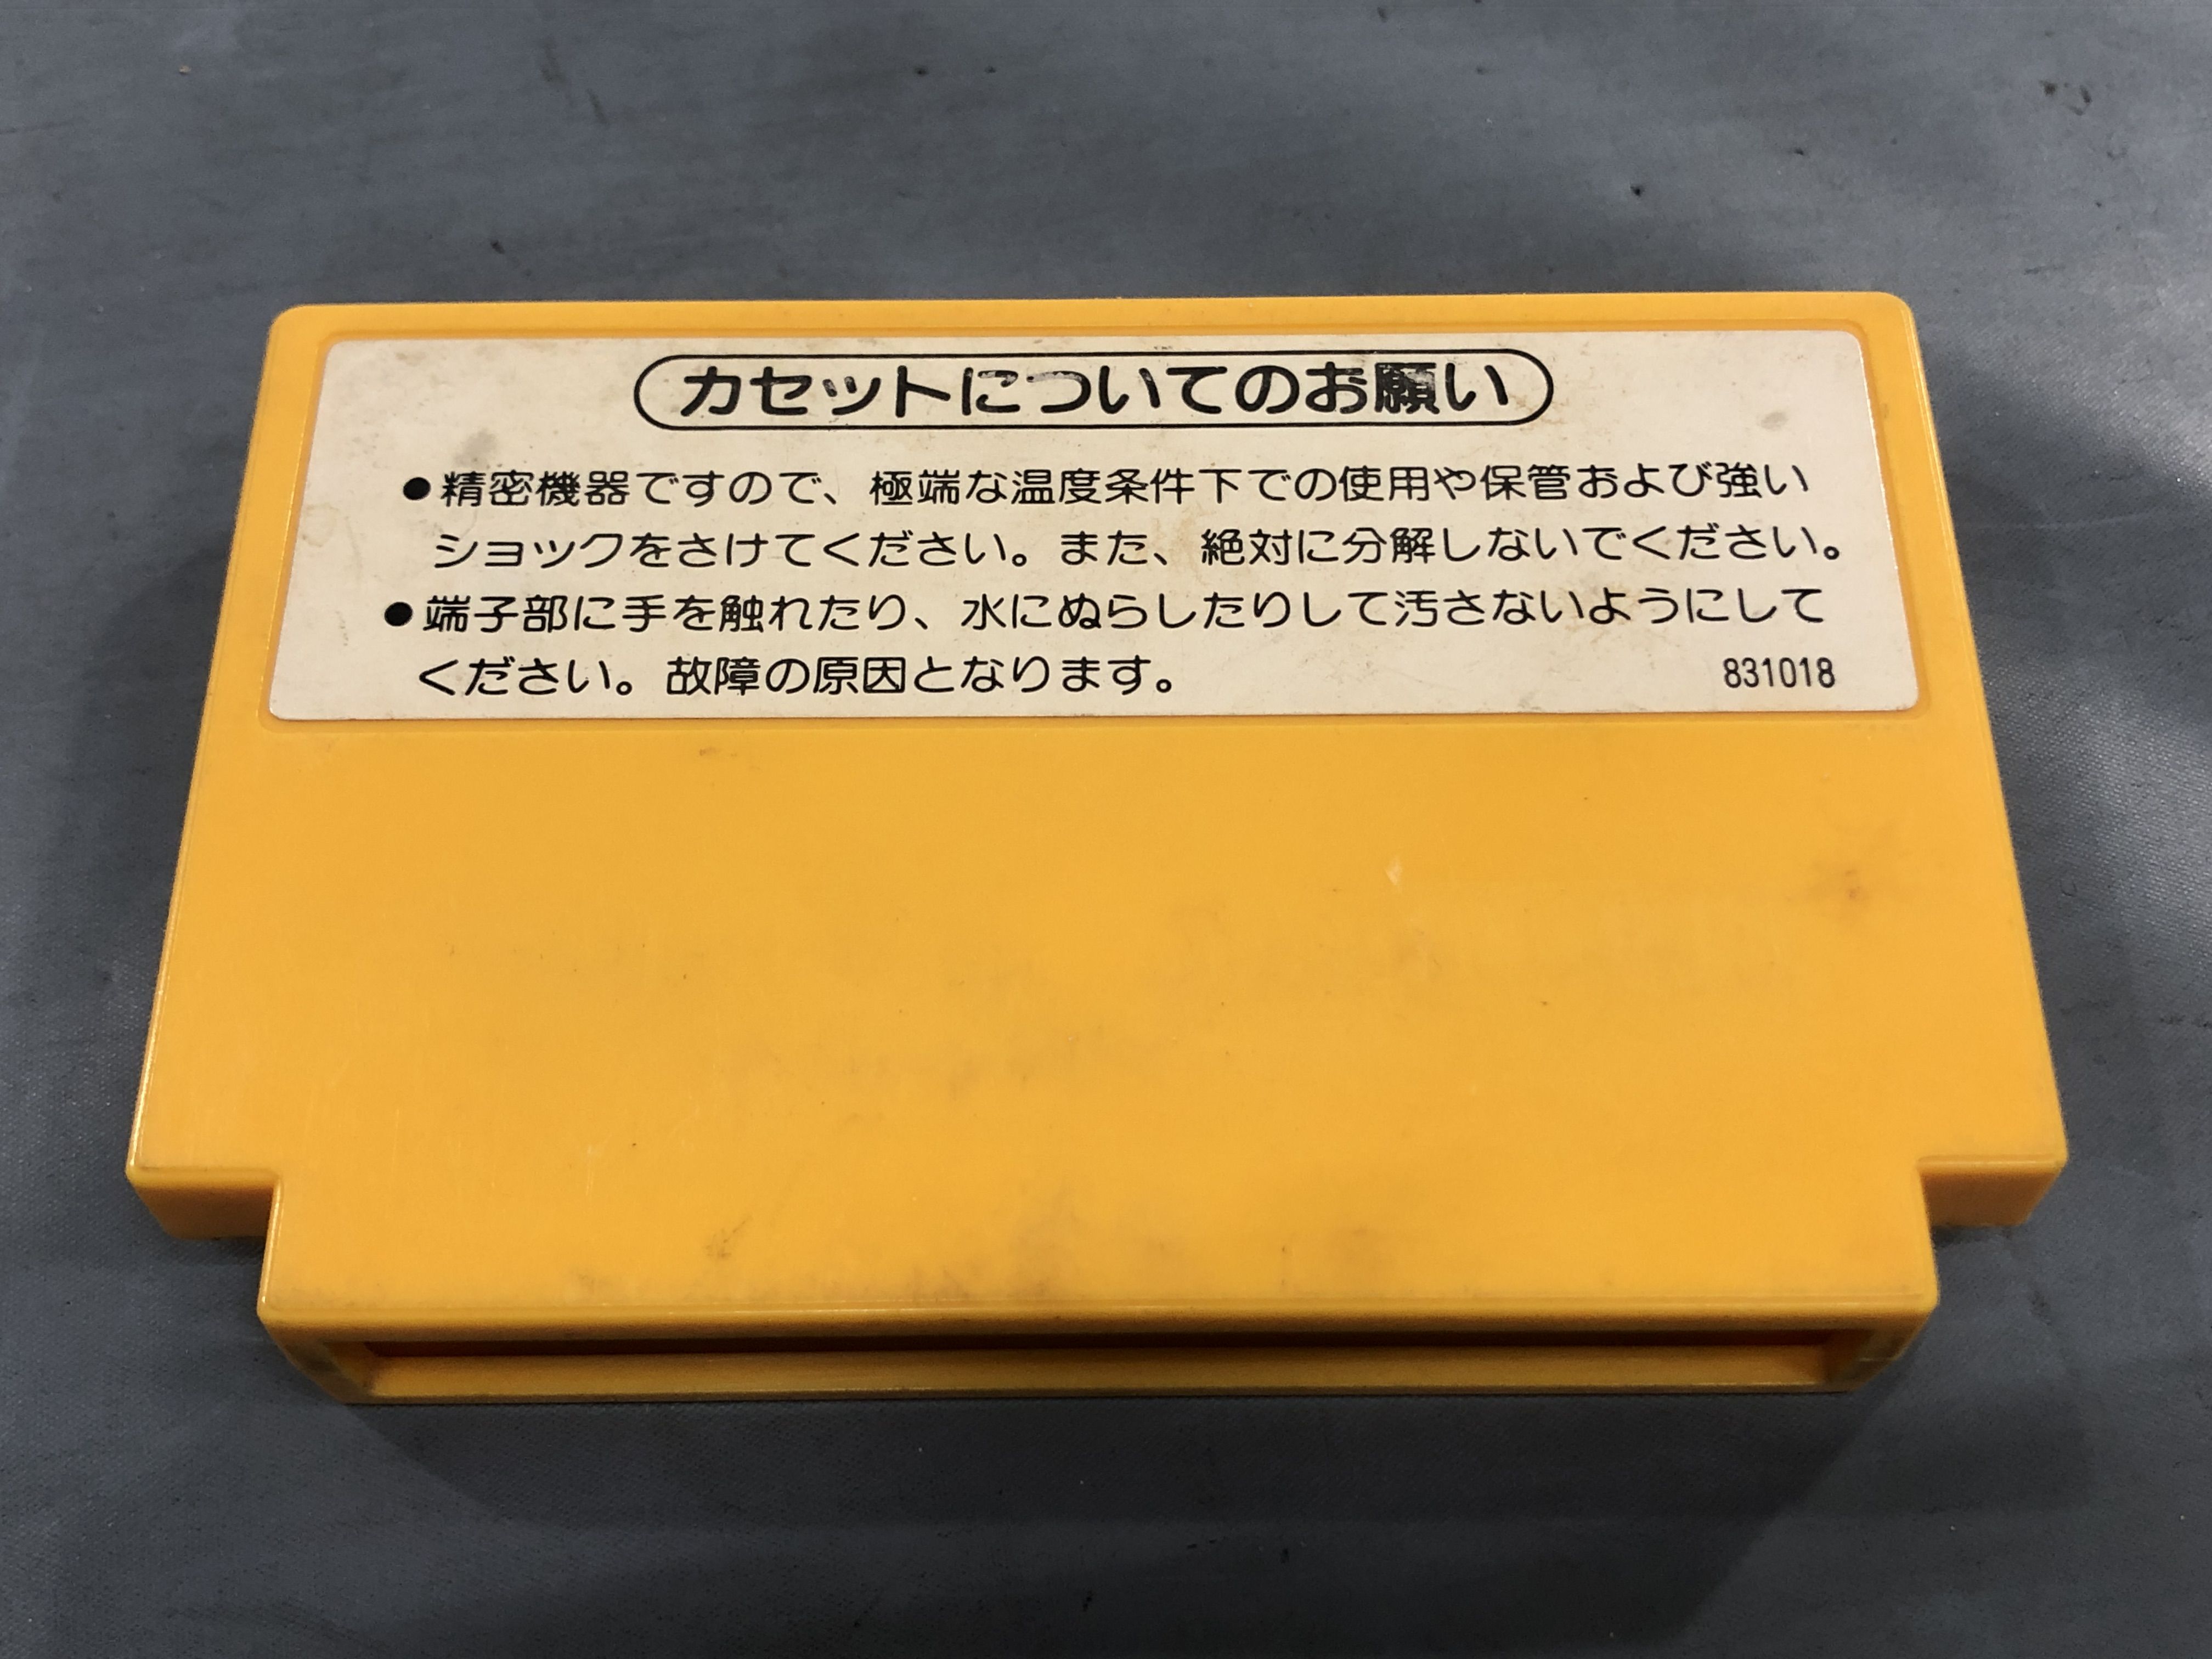 カセットについてのお願い
●精密機器ですので、極端な温度条件下での使用や保管および強い
ショックをさけてください。また、絶対に分解しないでください。
●端子部に手を触れたり、水にぬらしたりして汚さないようにして
ください。故障の原因となります。 831018